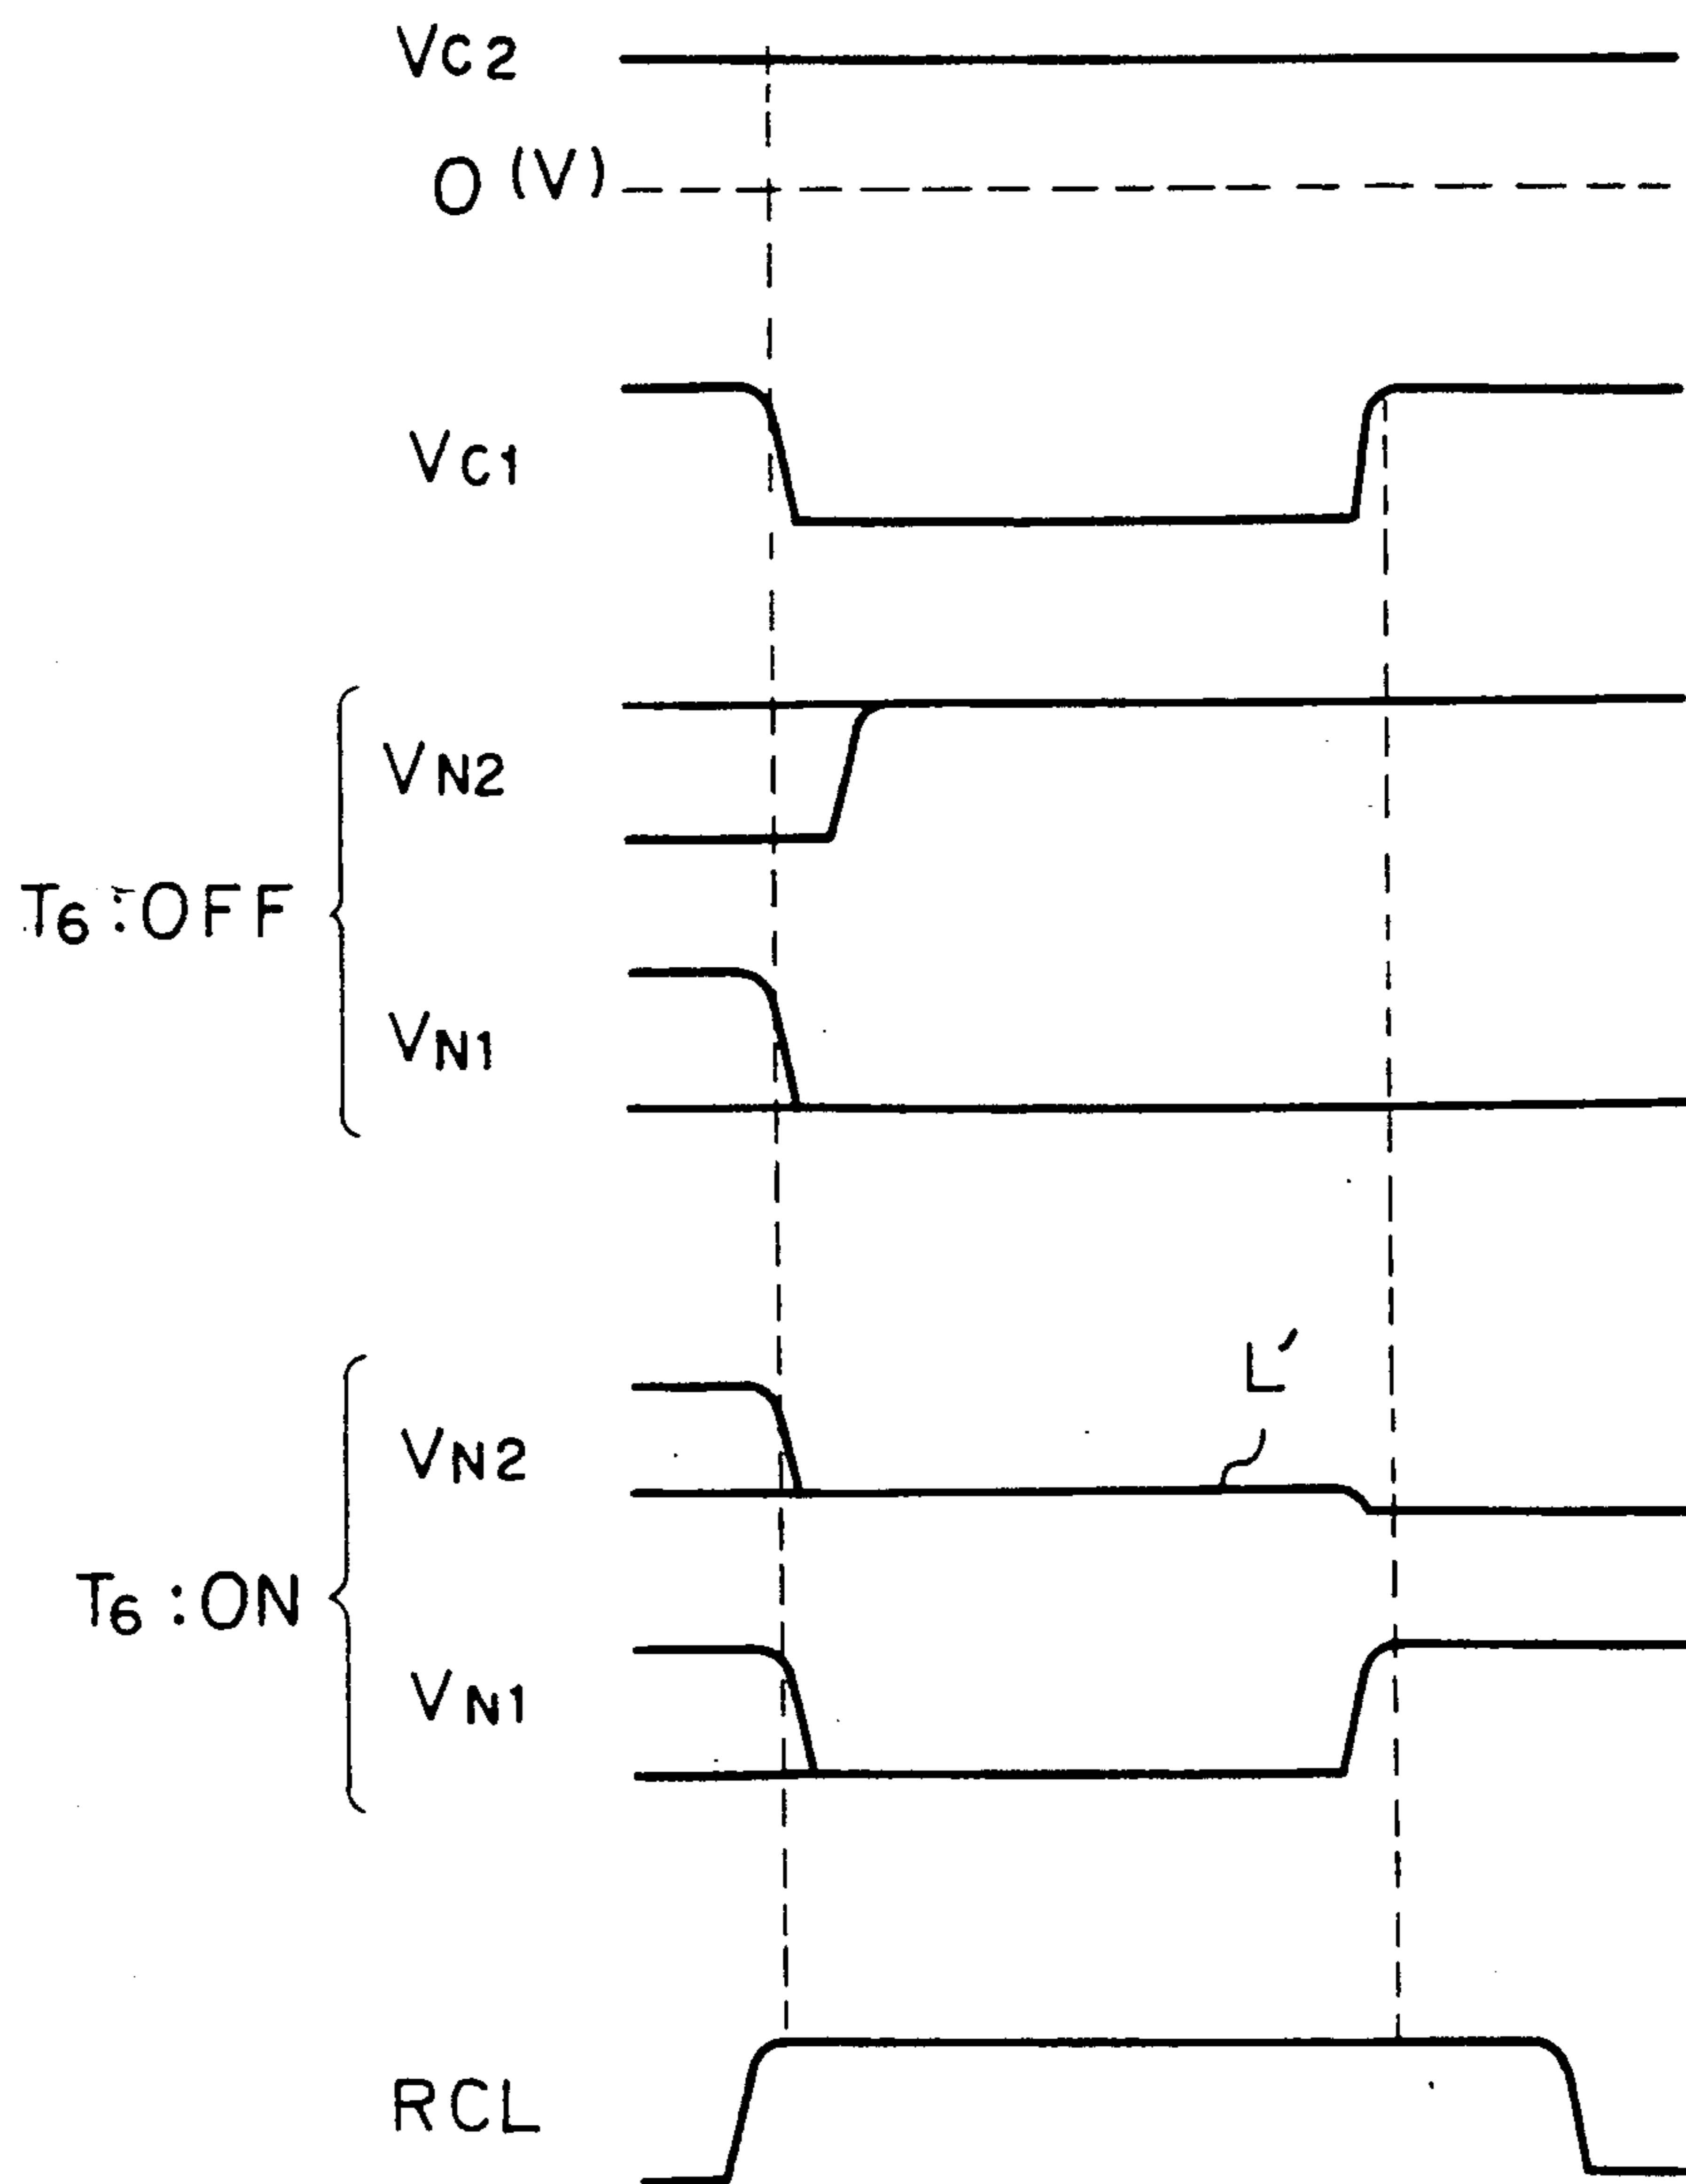 VC2
0 (V)
VC1
VN2
T6:OFF
VN1
L′
VN2
T6:ON
VN1
RCL